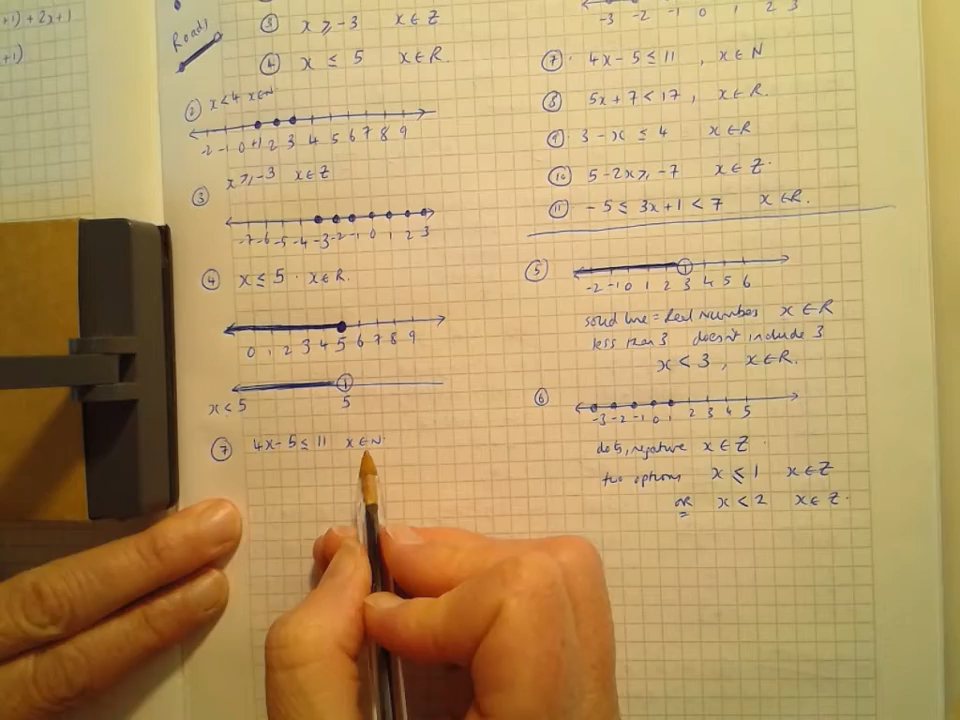 +1) + 2x+1
+1)
Road!
③ x ⩾ -3 x ∈ Z
④ x ≤ 5 x ∈ R.
② x < 4 x ∈ N
-2 -1 0 +1 2 3 4 5 6 7 8 9
③ x ⩾ -3 x ∈ Z
-7 -6 -5 -4 -3 -2 -1 0 1 2 3
④ x ≤ 5 . x ∈ R.
0 1 2 3 4 5 6 7 8 9
x < 5 5
⑦ 4x - 5 ≤ 11 x ∈ N.
-3 -2 -1 0 1 2 3
⑦. 4x - 5 ≤ 11 , x ∈ N
⑧ 5x + 7 < 17 , x ∈ R.
⑨ 3 - x ≤ 4 x ∈ R
⑩ 5 - 2x ⩾ -7 x ∈ Z.
⑪ -5 ≤ 3x + 1 < 7 x ∈ R.
⑤ -2 -1 0 1 2 3 4 5 6
solid line = Real Numbers x ∈ R
less than 3 doesn't include 3
x < 3 , x ∈ R.
⑥ -3 -2 -1 0 1 2 3 4 5
dots, negative x ∈ Z
two options x ⩽ 1 x ∈ Z
OR x < 2 x ∈ Z.